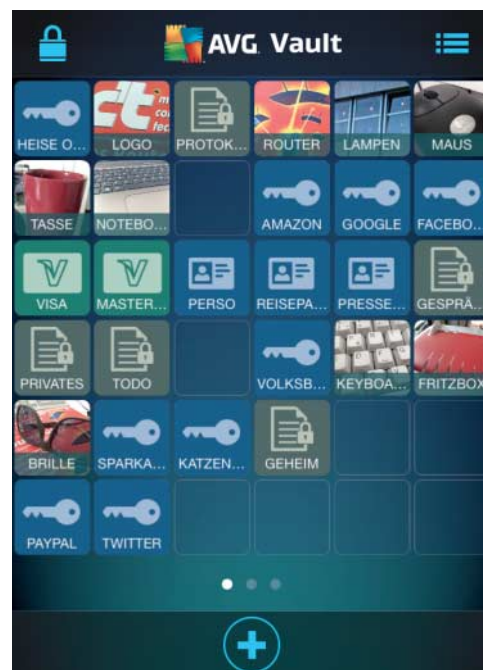 AVG Vault
HEISE O... LOGO PROTOK... ROUTER LAMPEN MAUS
TASSE NOTEBO... AMAZON GOOGLE FACEBO...
VISA MASTER... PERSO REISEPA... PRESSE... GESPRÄ...
PRIVATES TODO VOLKSB... KEYBOA... FRITZBOX
BRILLE SPARKA... KATZEN... GEHEIM
PAYPAL TWITTER